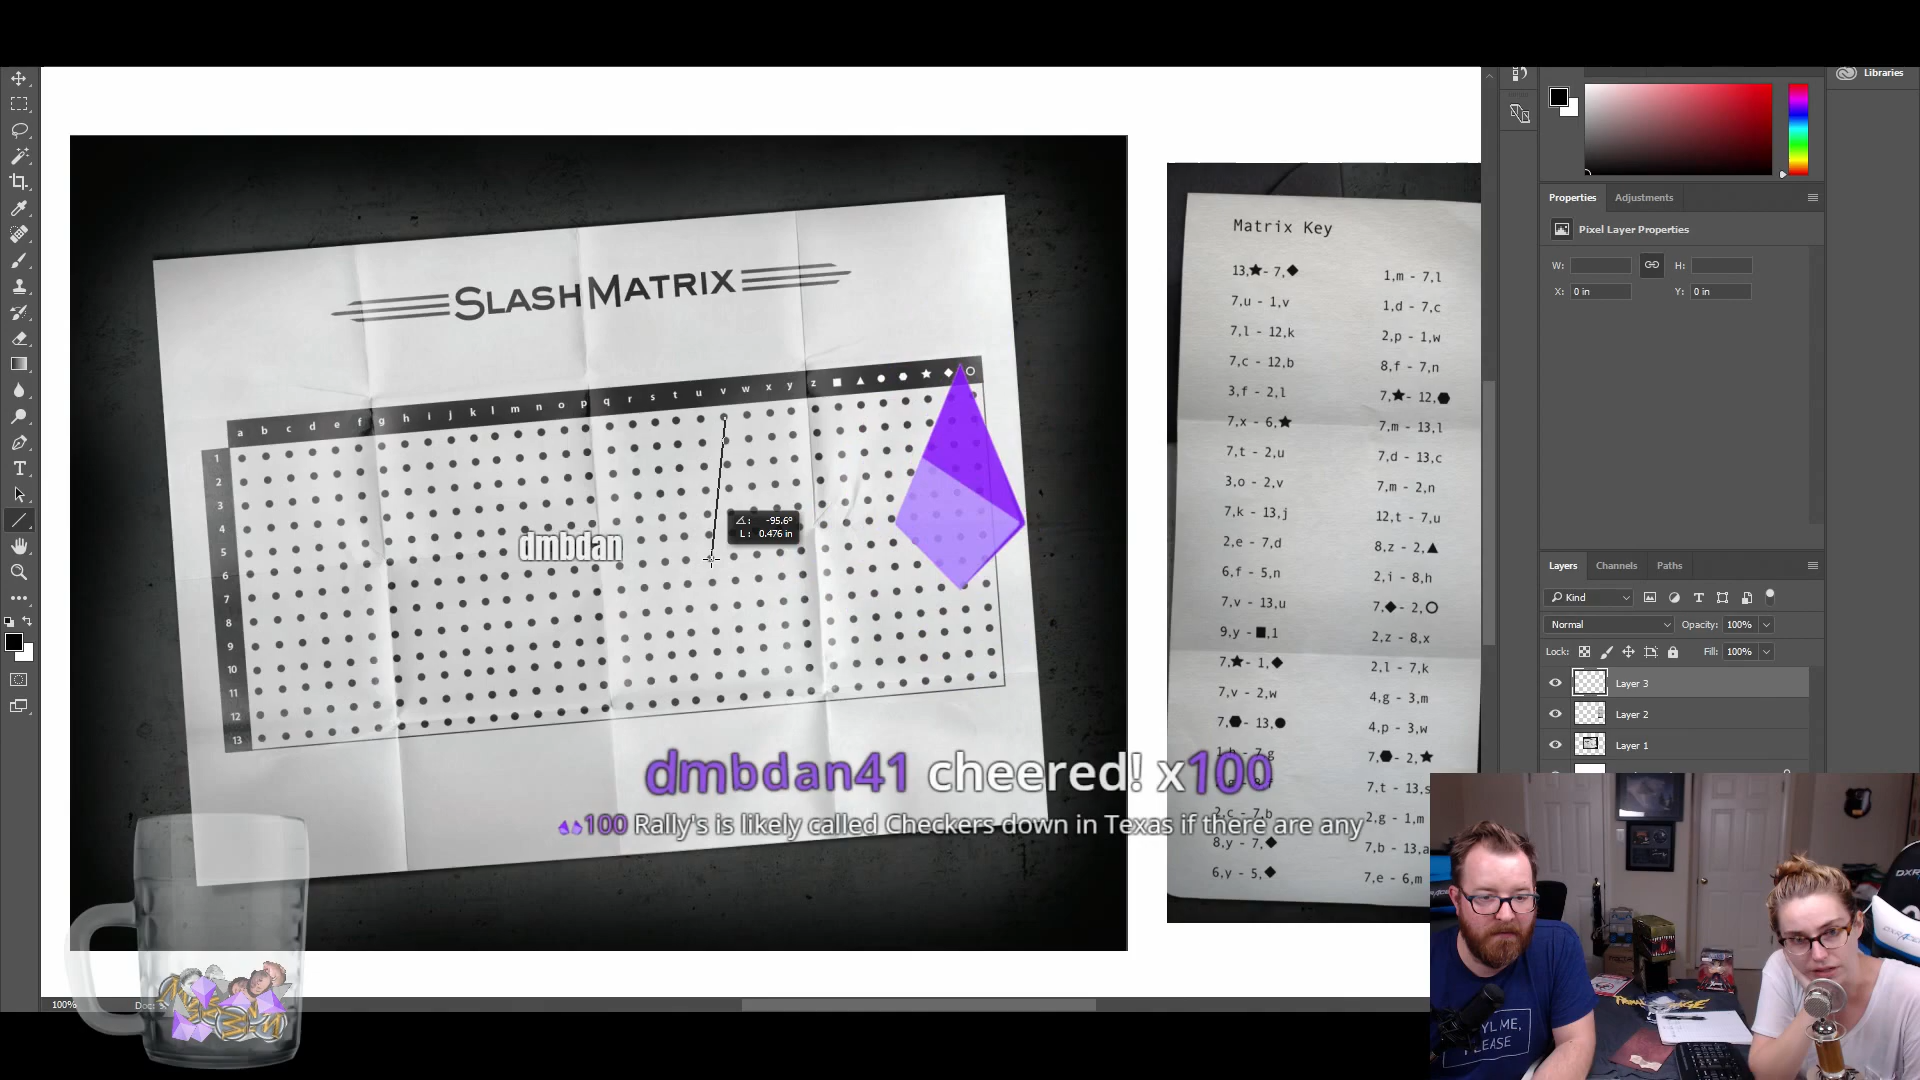 Libraries
Properties Adjustments
Pixel Layer Properties
W: H:
X: 0 in Y: 0 in
SLASHMATRIX
a b c d e f g h i j k l m n o p q r s t u v w x y z ■ ▲ ● ⬣ ★ ◆ ○
1
2
3
4
5
6
7
8
9
10
11
12
13
∠: -95.6°
L: 0.476 in
dmbdan
Matrix Key
13,★- 7,◆
7,u - 1,v
7,l - 12,k
7,c - 12,b
3,f - 2,l
7,x - 6,★
7,t - 2,u
3,o - 2,v
7,k - 13,j
2,e - 7,d
6,f - 5,n
7,v - 13,u
9,y - ■,1
7,★- 1,◆
7,v - 2,w
7,⬣- 13,●
1,h - 7,g
2,c - 7,b
8,y - 7,◆
6,y - 5,◆
1,m - 7,l
1,d - 7,c
2,p - 1,w
8,f - 7,n
7,★- 12,⬣
7,m - 13,l
7,d - 13,c
7,m - 2,n
12,t - 7,u
8,z - 2,▲
2,i - 8,h
7,◆- 2,○
2,z - 8,x
2,l - 7,k
4,g - 3,m
4,p - 3,w
7,⬣- 2,★
7,t - 13,s
2,g - 1,m
7,b - 13,a
7,e - 6,m
dmbdan41 cheered! x100
100 Rally's is likely called Checkers down in Texas if there are any
Layers Channels Paths
Kind
Normal Opacity: 100%
Lock: Fill: 100%
Layer 3
Layer 2
Layer 1
100%
PLEASE